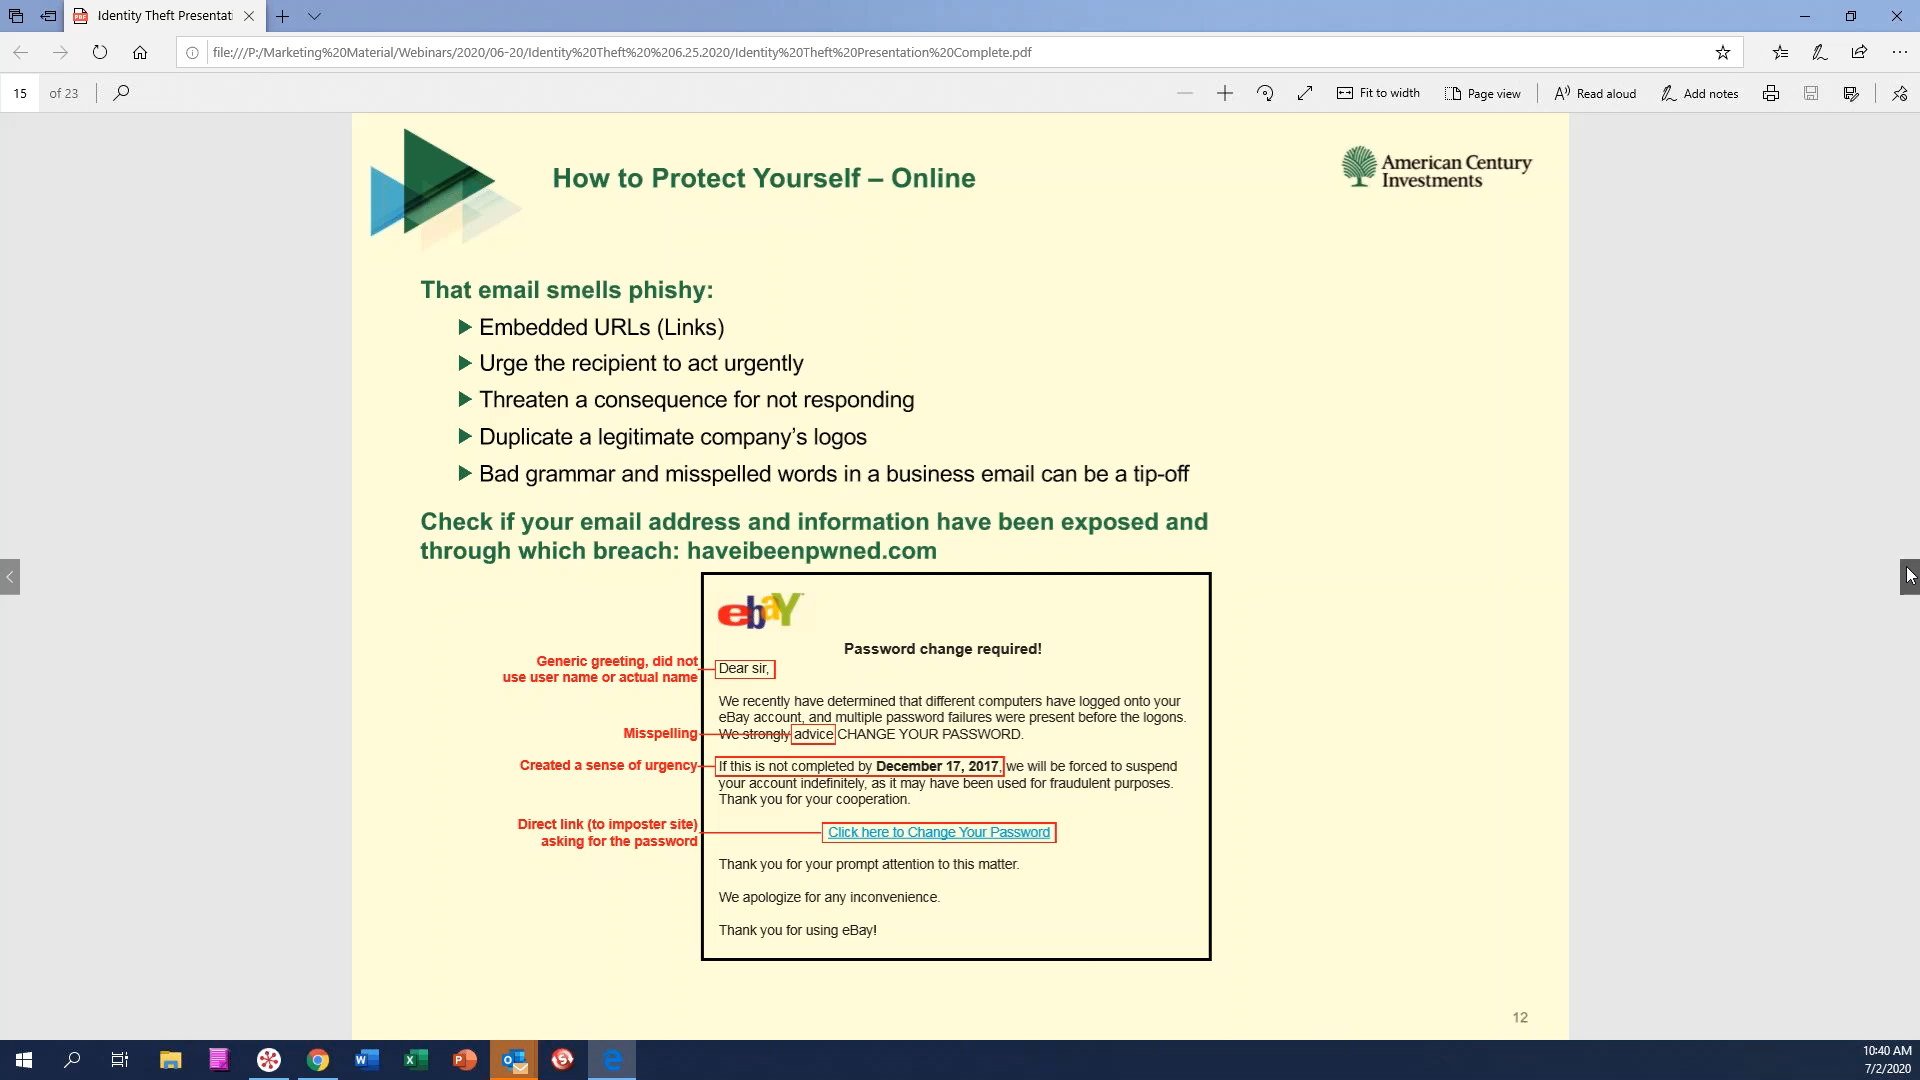 Identity Theft Presentati
file:///P:/Marketing%20Material/Webinars/2020/06-20/Identity%20Theft%20%206.25.2020/Identity%20Theft%20Presentation%20Complete.pdf
15 of 23
Fit to width
Page view
Read aloud
Add notes
How to Protect Yourself – Online
American Century
Investments
That email smells phishy:
Embedded URLs (Links)
Urge the recipient to act urgently
Threaten a consequence for not responding
Duplicate a legitimate company’s logos
Bad grammar and misspelled words in a business email can be a tip-off
Check if your email address and information have been exposed and
through which breach: haveibeenpwned.com
ebaY
Password change required!
Generic greeting, did not
use user name or actual name
Dear sir,
We recently have determined that different computers have logged onto your
eBay account, and multiple password failures were present before the logons.
Misspelling
We strongly advice CHANGE YOUR PASSWORD.
Created a sense of urgency
If this is not completed by December 17, 2017, we will be forced to suspend
your account indefinitely, as it may have been used for fraudulent purposes.
Thank you for your cooperation.
Direct link (to imposter site)
asking for the password
Click here to Change Your Password
Thank you for your prompt attention to this matter.
We apologize for any inconvenience.
Thank you for using eBay!
12
10:40 AM
7/2/2020